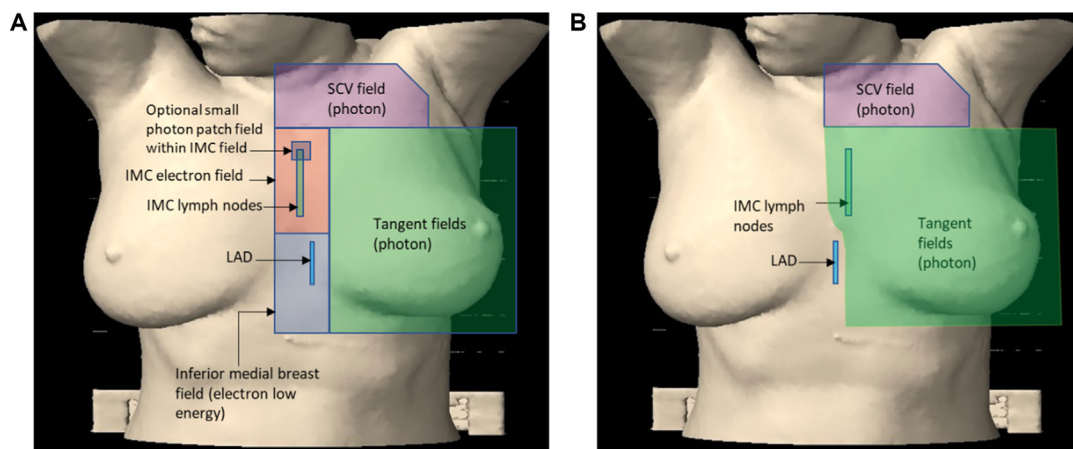 A
SCV field
(photon)
Optional small
photon patch field
within IMC field
IMC electron field
IMC lymph nodes
Tangent fields
(photon)
LAD
Inferior medial breast
field (electron low
energy)
B
SCV field
(photon)
IMC lymph
nodes
Tangent
fields
(photon)
LAD